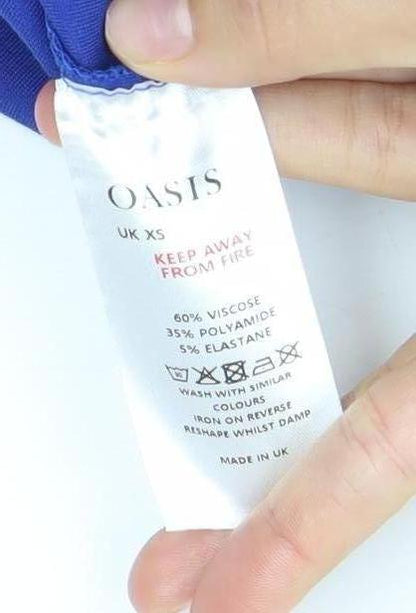 OASIS
UK XS
KEEP AWAY
FROM FIRE
60% VISCOSE
35% POLYAMIDE
5% ELASTANE
WASH WITH SIMILAR
COLOURS
IRON ON REVERSE
RESHAPE WHILST DAMP
MADE IN UK